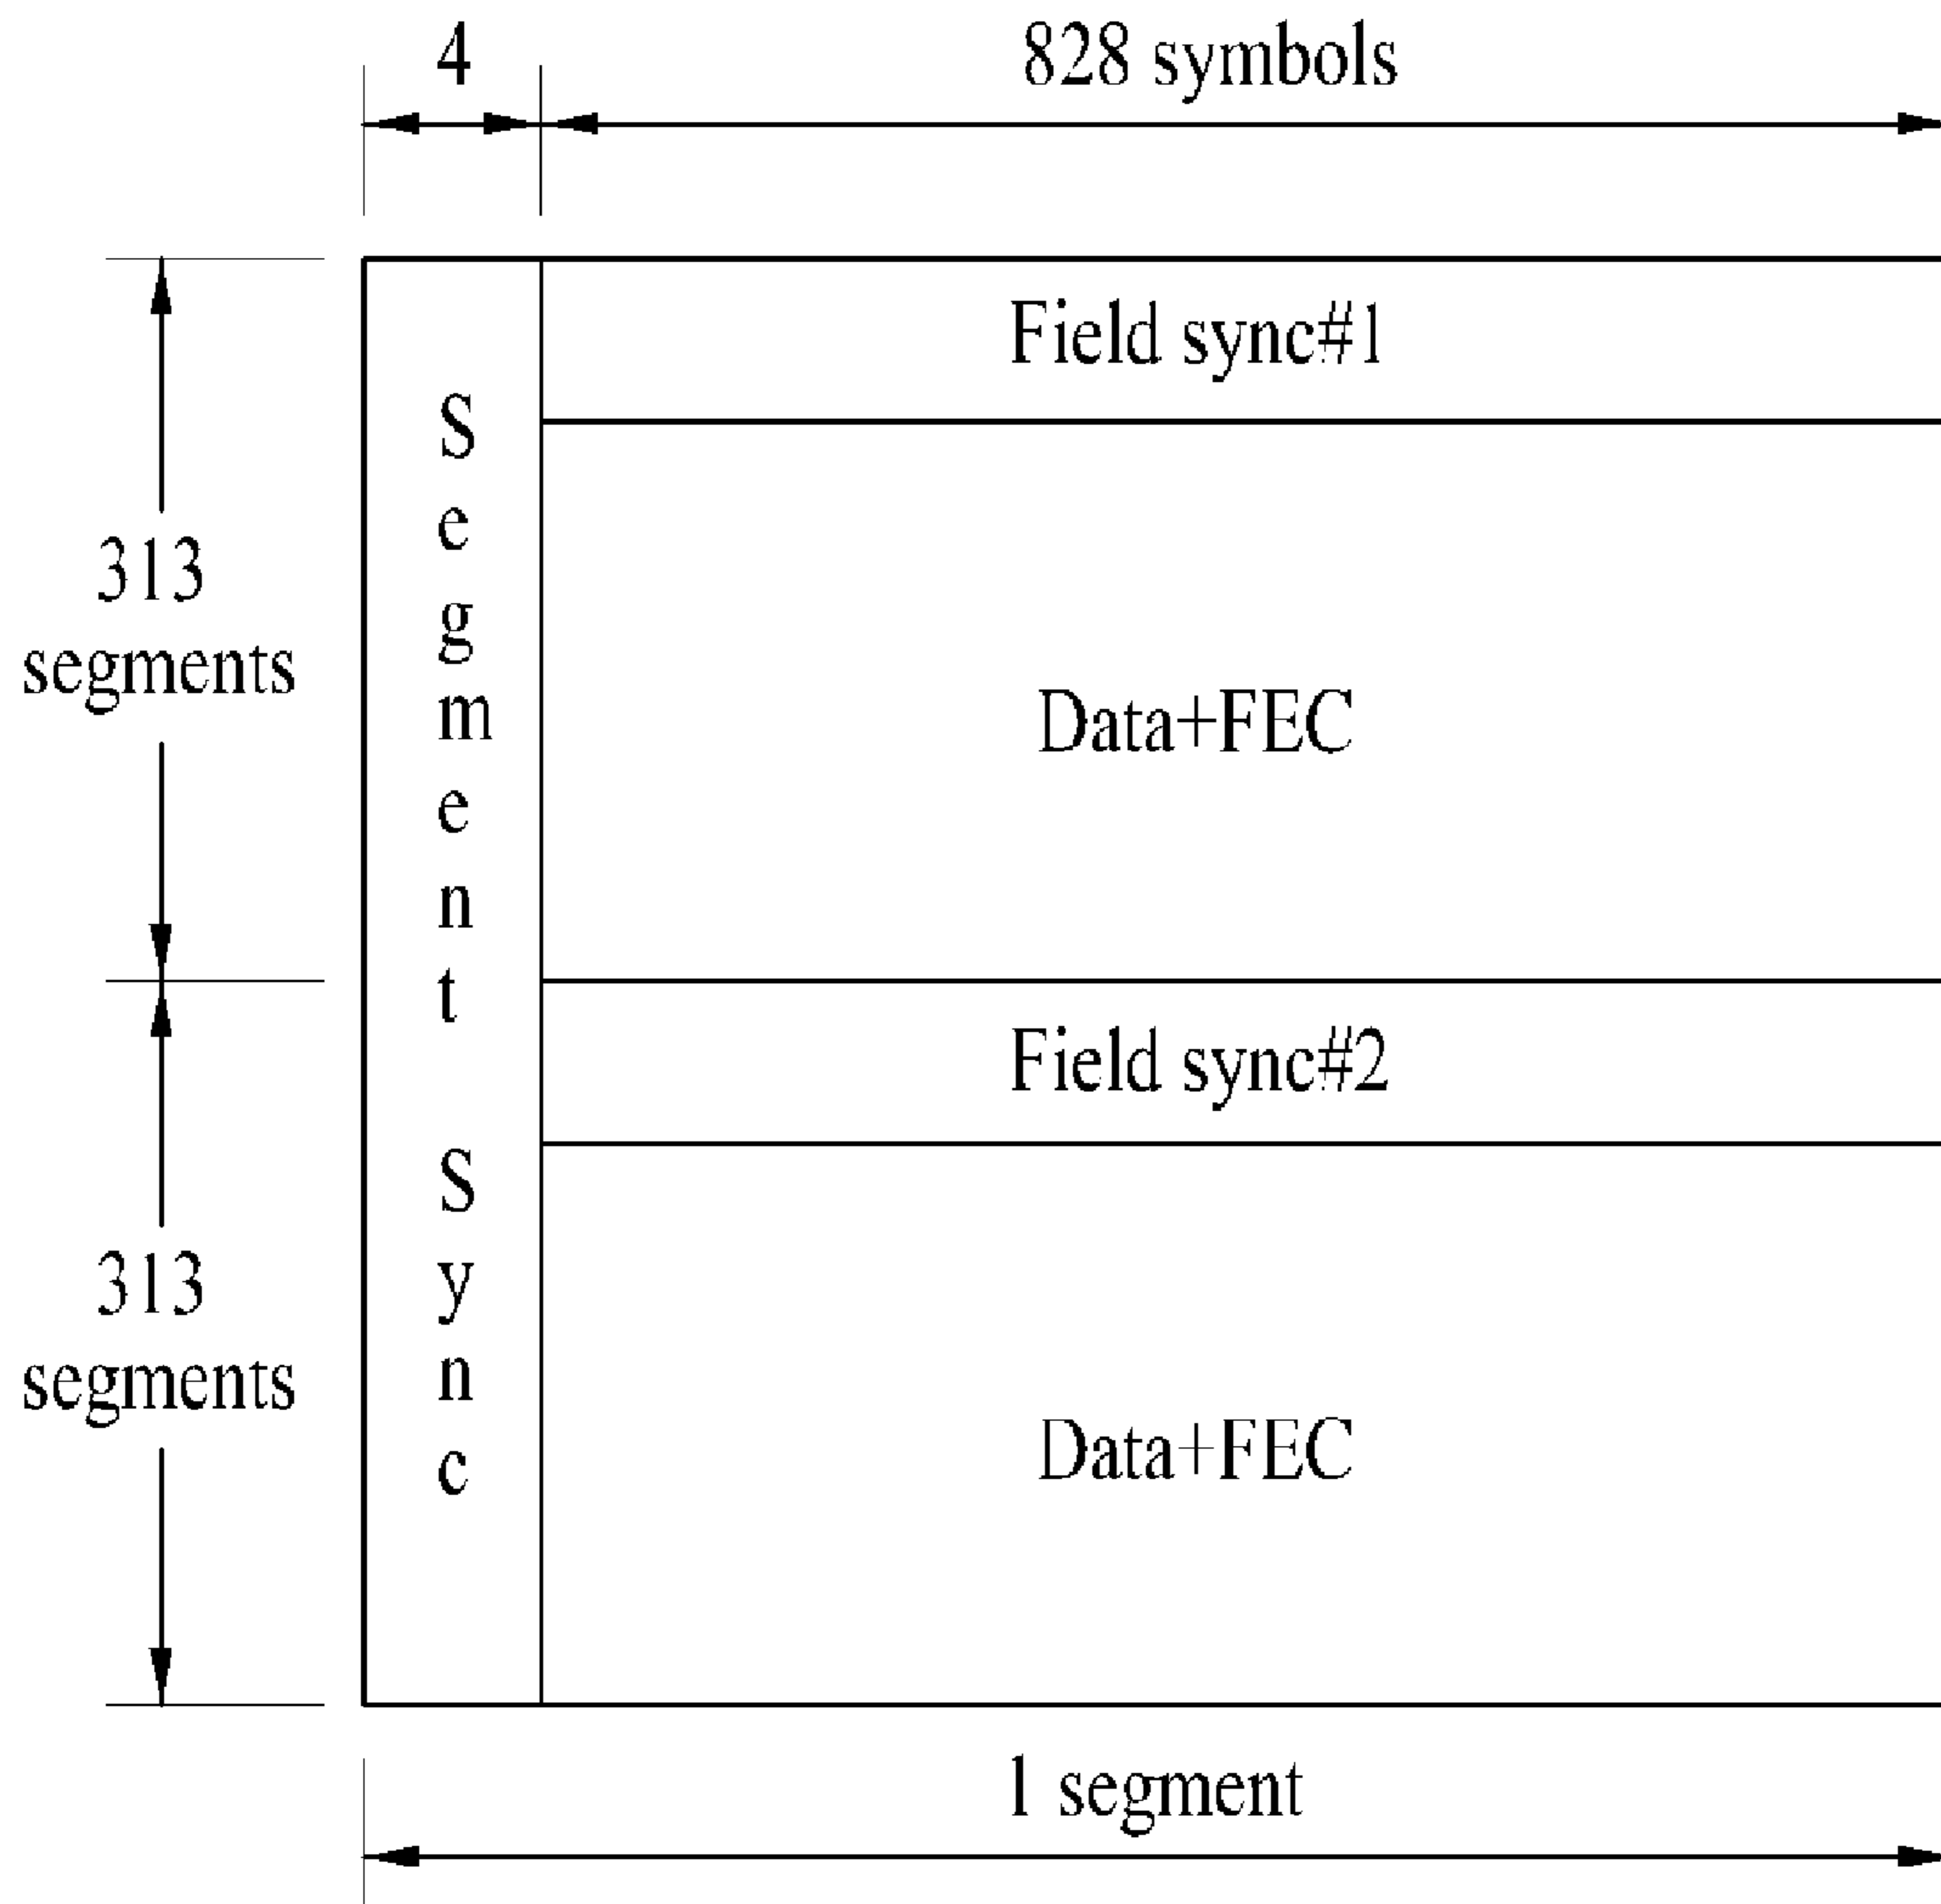 4
828 symbols
Field sync#1
313
segments
Data+FEC
Segment Sync
Field sync#2
313
segments
Data+FEC
1 segment